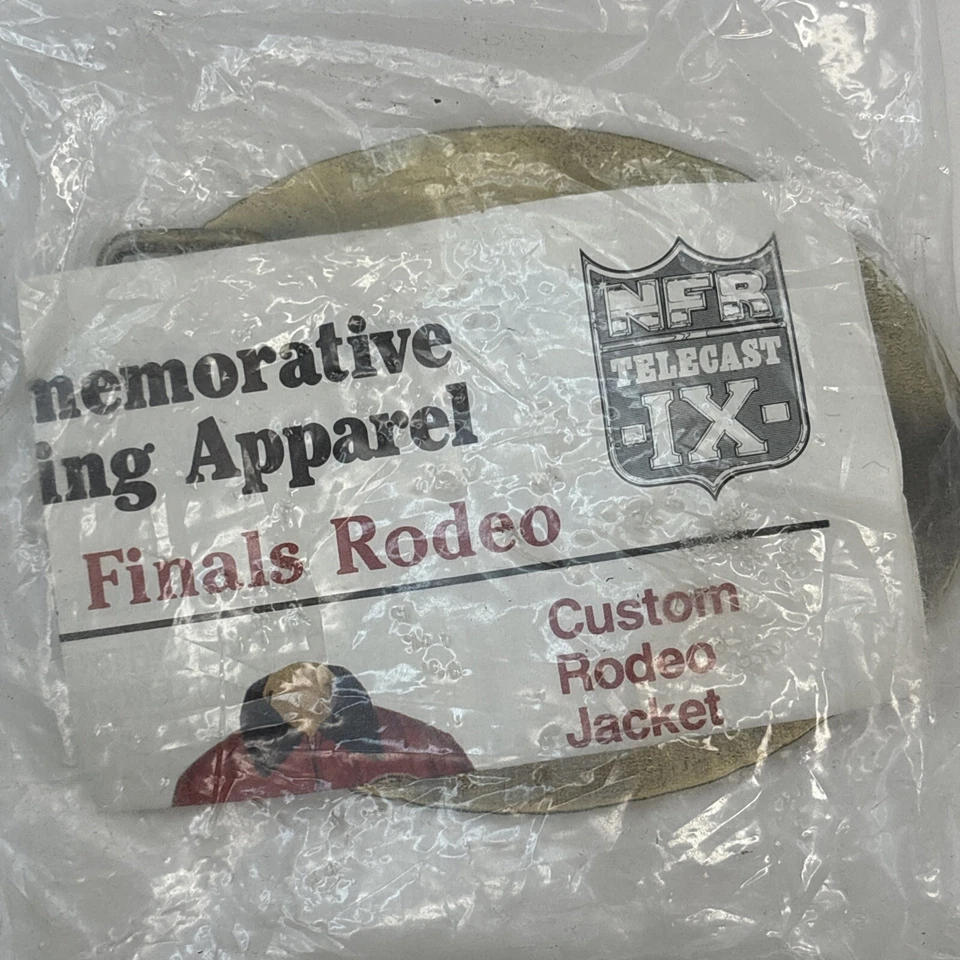 nemorative
ing Apparel
Finals Rodeo
NFR
TELECAST
IX
Custom
Rodeo
Jacket